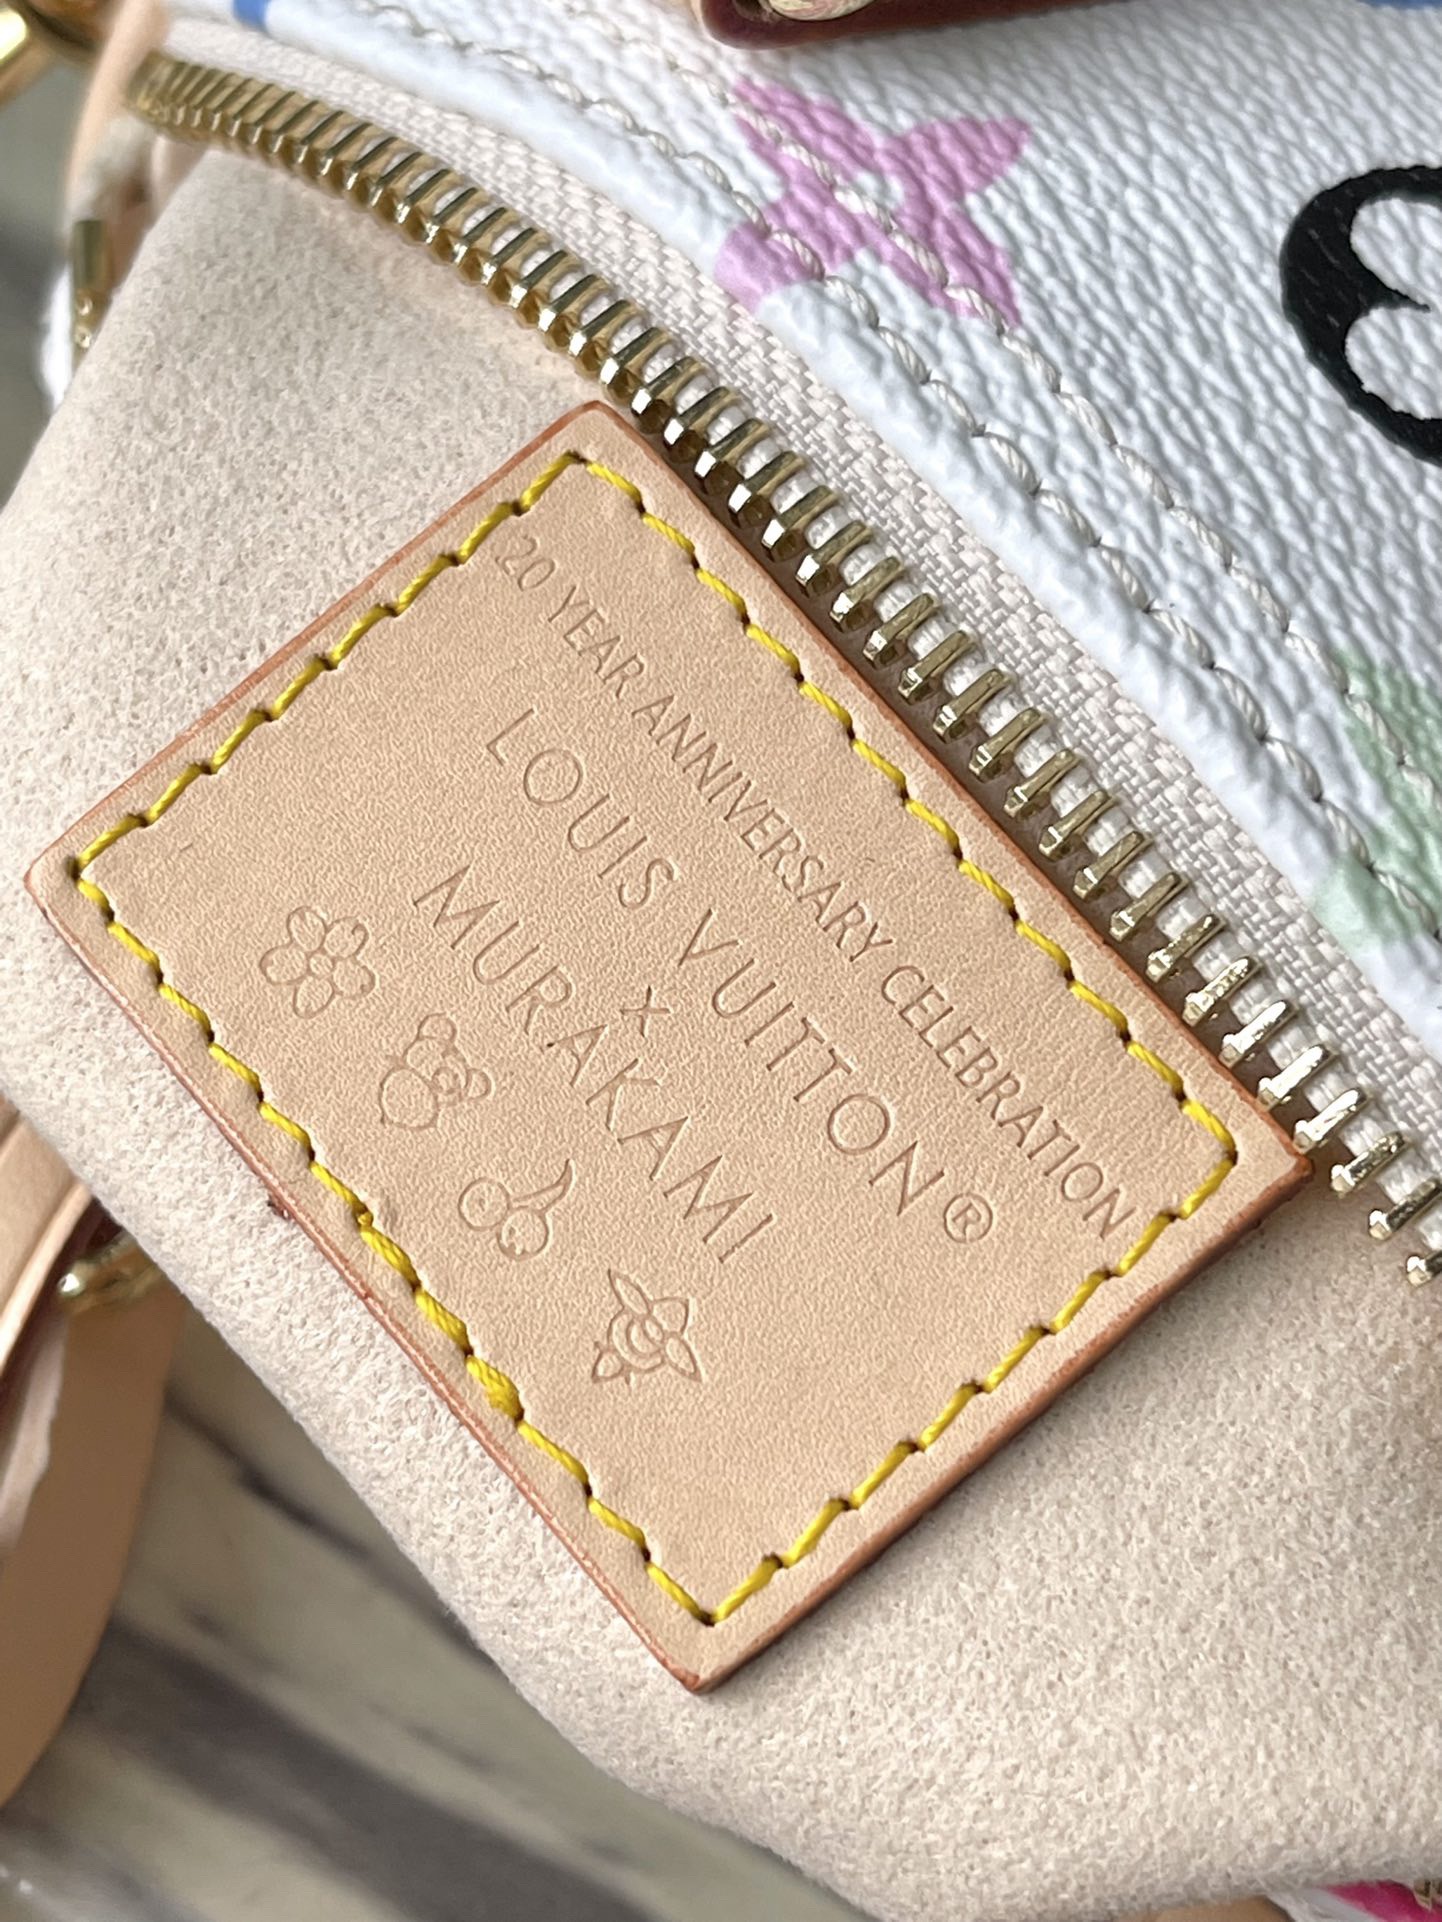 20 YEAR ANNIVERSARY CELEBRATION
LOUIS VUITTON ®
×
MURAKAMI